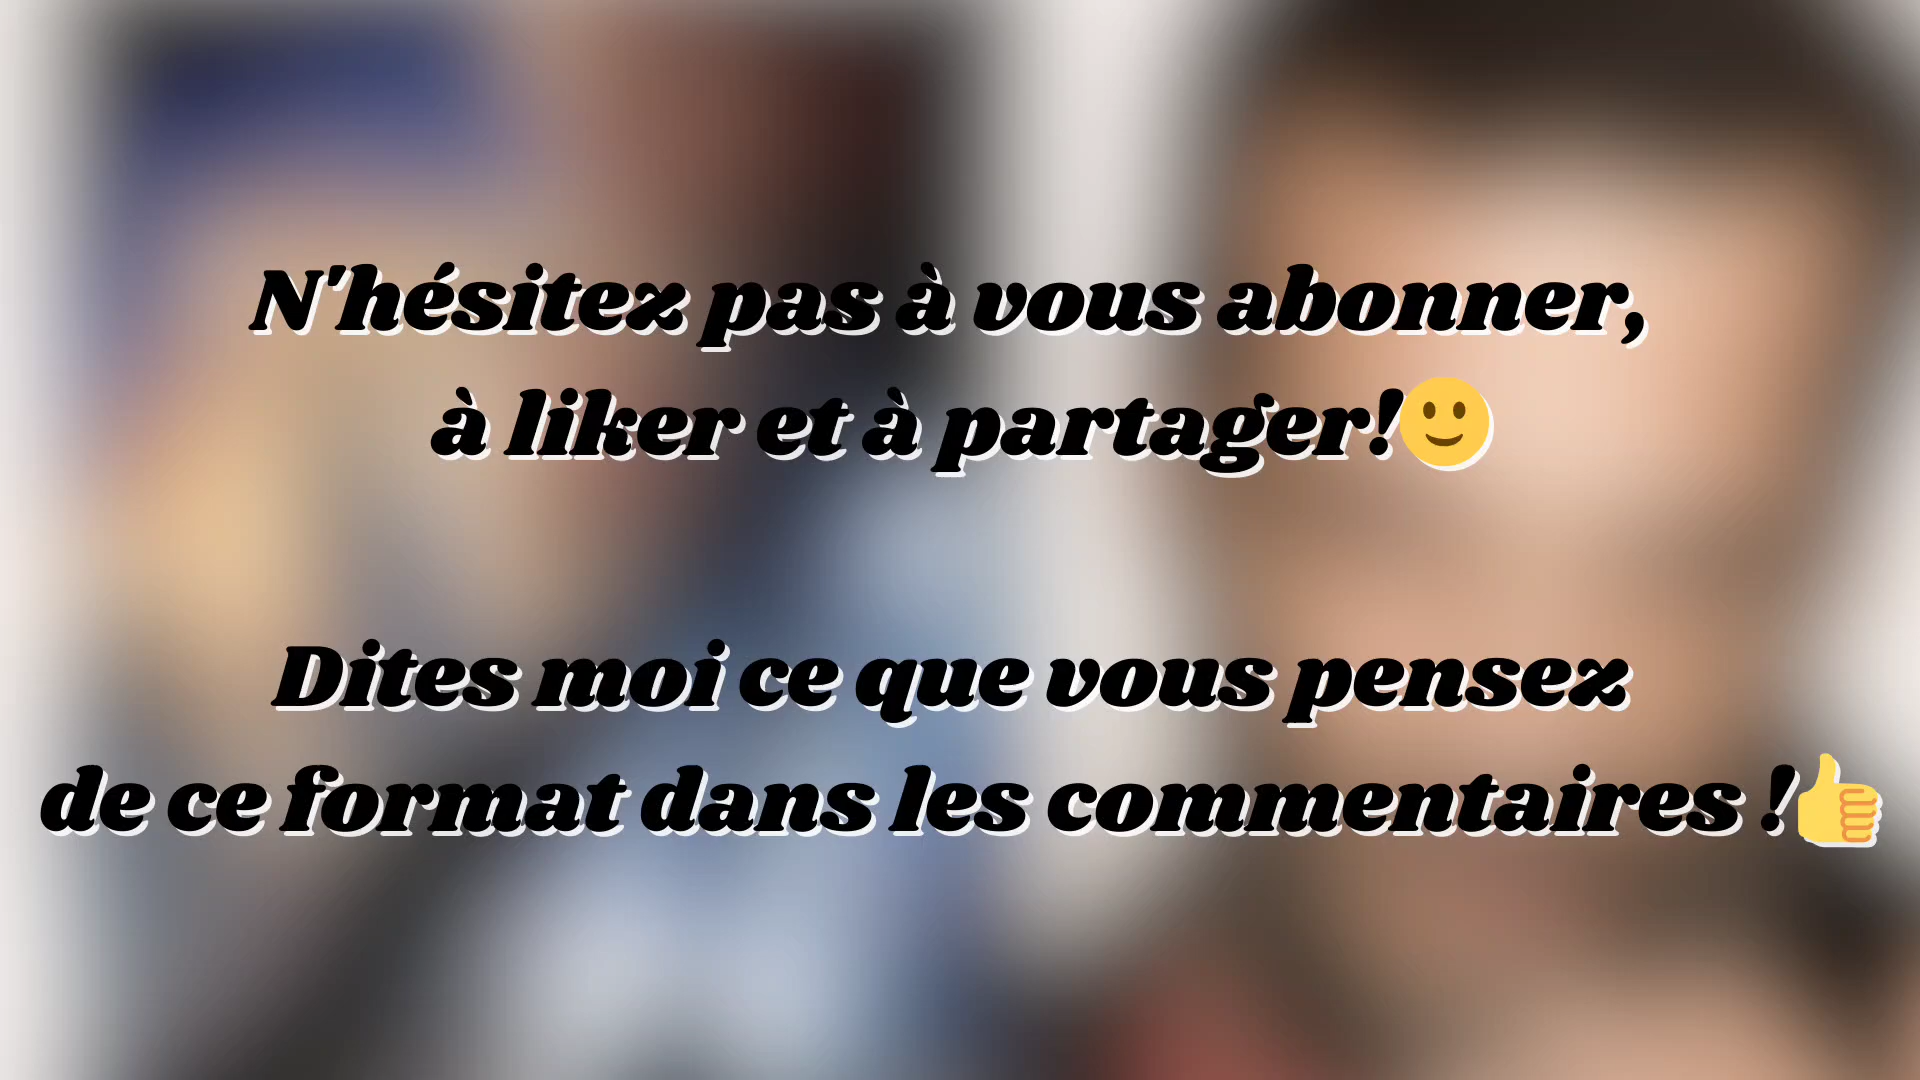 N'hésitez pas à vous abonner,
à liker et à partager!🙂
Dites moi ce que vous pensez
de ce format dans les commentaires !👍